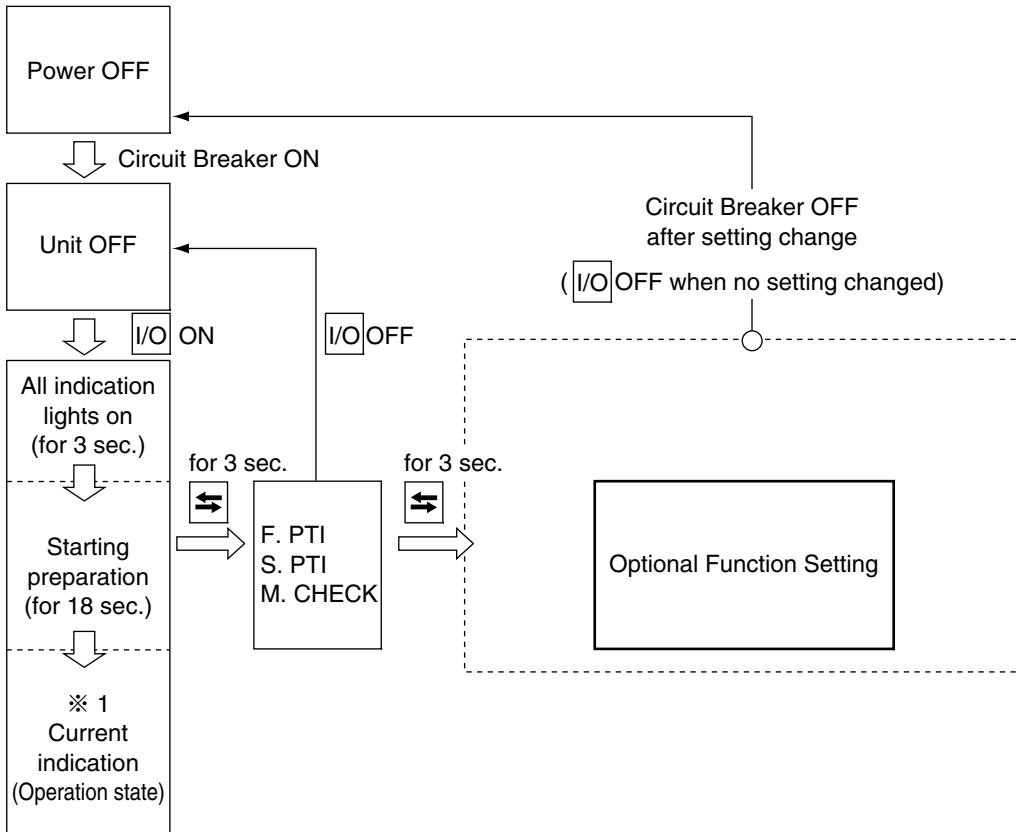 Power OFF
Circuit Breaker ON
Unit OFF
I/O ON
I/O OFF
Circuit Breaker OFF
after setting change
( I/O OFF when no setting changed)
All indication
lights on
(for 3 sec.)
Starting
preparation
(for 18 sec.)
※ 1
Current
indication
(Operation state)
for 3 sec.
F. PTI
S. PTI
M. CHECK
for 3 sec.
Optional Function Setting